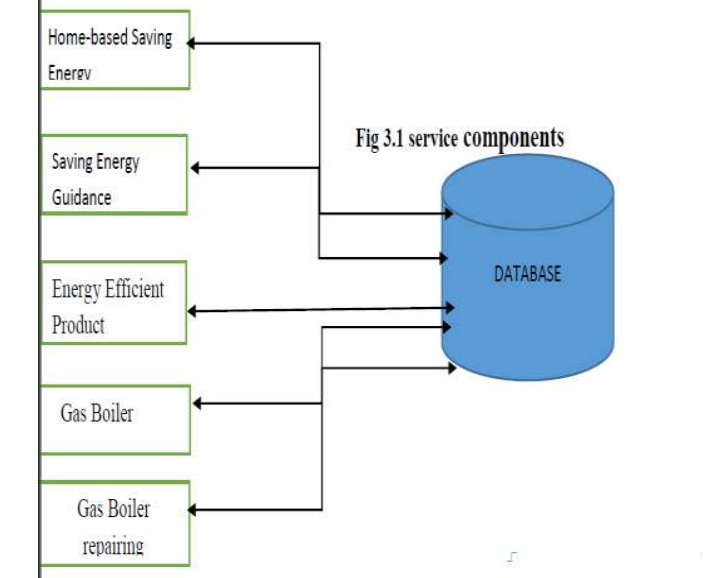 Home-based Saving
Energy
Fig 3.1 service components
Saving Energy
Guidance
DATABASE
Energy Efficient
Product
Gas Boiler
Gas Boiler
repairing